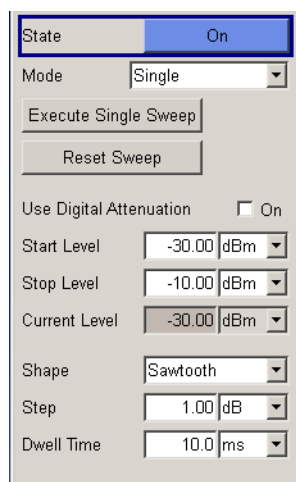 State On
Mode Single
Execute Single Sweep
Reset Sweep
Use Digital Attenuation On
Start Level -30.00 dBm
Stop Level -10.00 dBm
Current Level -30.00 dBm
Shape Sawtooth
Step 1.00 dB
Dwell Time 10.0 ms